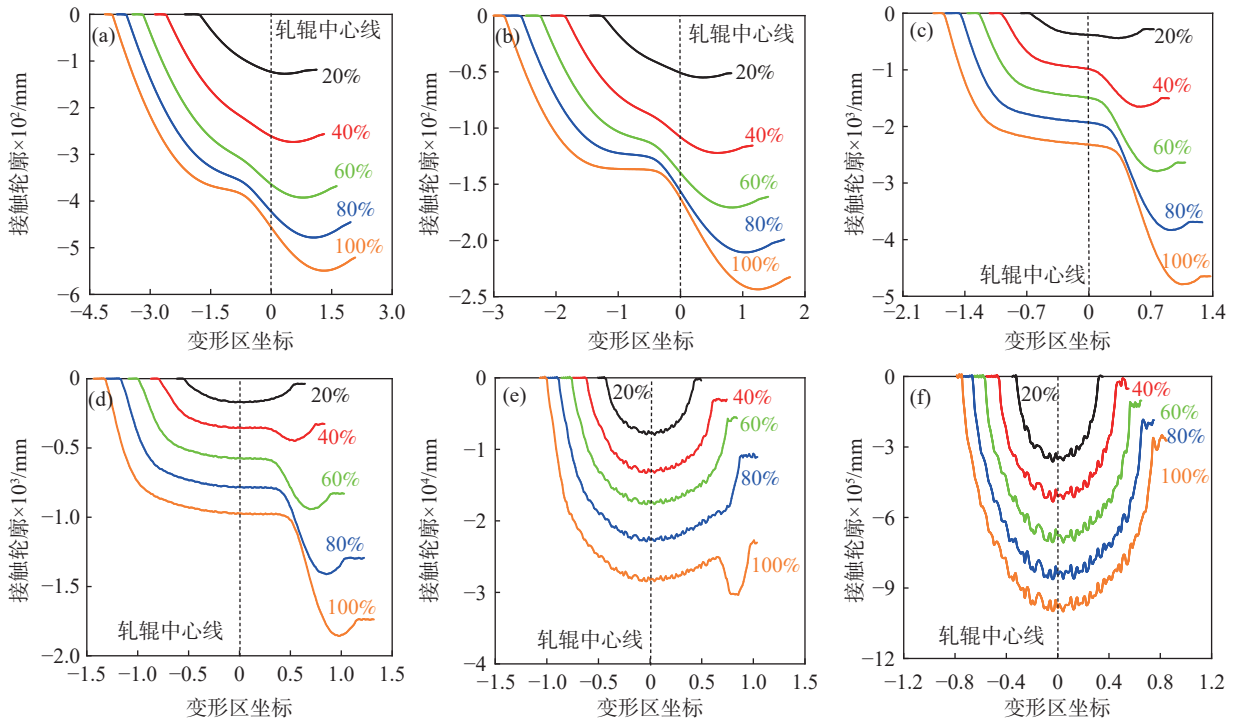 接触轮廓×10²/mm
0
−1
−2
−3
−4
−5
−6
(a)
轧辊中心线
20%
40%
60%
80%
100%
−4.5 −3.0 −1.5 0 1.5 3.0
变形区坐标
接触轮廓×10²/mm
0
−0.5
−1.0
−1.5
−2.0
−2.5
(b)
轧辊中心线
20%
40%
60%
80%
100%
−3 −2 −1 0 1 2
变形区坐标
接触轮廓×10³/mm
0
−1
−2
−3
−4
−5
(c)
20%
40%
60%
80%
100%
轧辊中心线
−2.1 −1.4 −0.7 0 0.7 1.4
变形区坐标
接触轮廓×10³/mm
0
−0.5
−1.0
−1.5
−2.0
(d)
20%
40%
60%
80%
100%
轧辊中心线
−1.5 −1.0 −0.5 0 0.5 1.0 1.5
变形区坐标
接触轮廓×10⁴/mm
0
−1
−2
−3
−4
(e)
20%
40%
60%
80%
100%
轧辊中心线
−1.5 −1.0 −0.5 0 0.5 1.0 1.5
变形区坐标
接触轮廓×10⁵/mm
0
−3
−6
−9
−12
(f)
20%
40%
60%
80%
100%
轧辊中心线
−1.2 −0.8 −0.4 0 0.4 0.8 1.2
变形区坐标